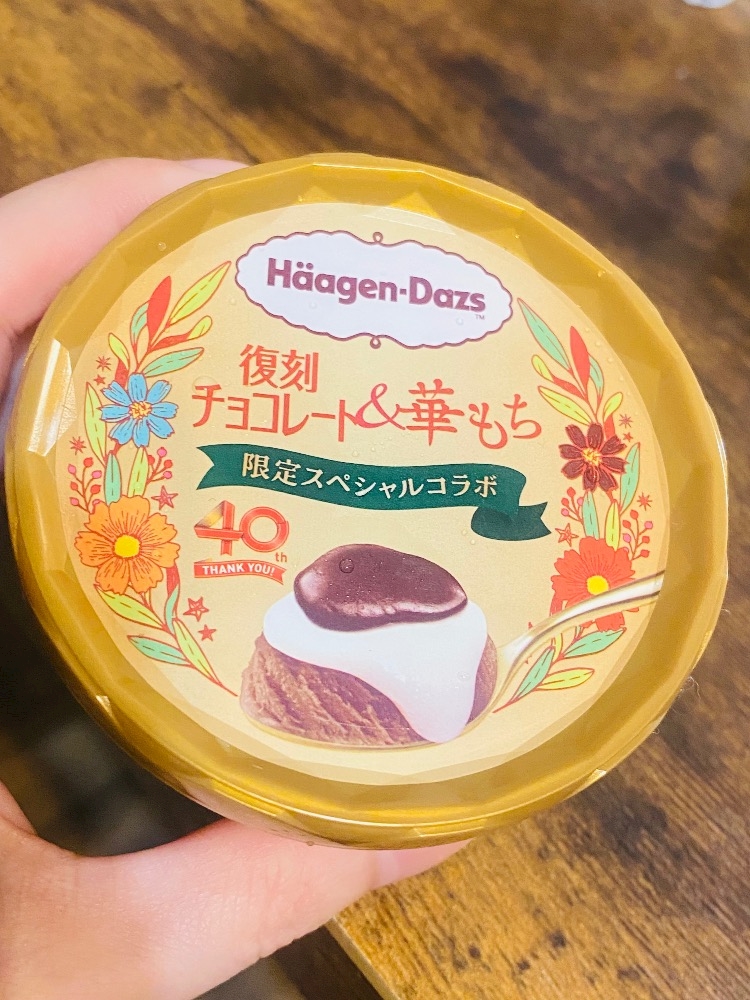 Häagen-Dazs™
復刻
チョコレート&華もち
限定スペシャルコラボ
40th
THANK YOU!